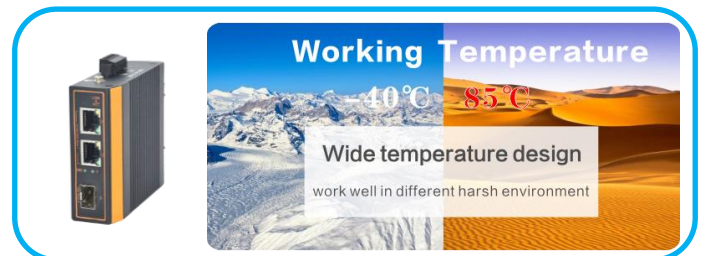 Working Temperature
-40℃ 85℃
Wide temperature design
work well in different harsh environment